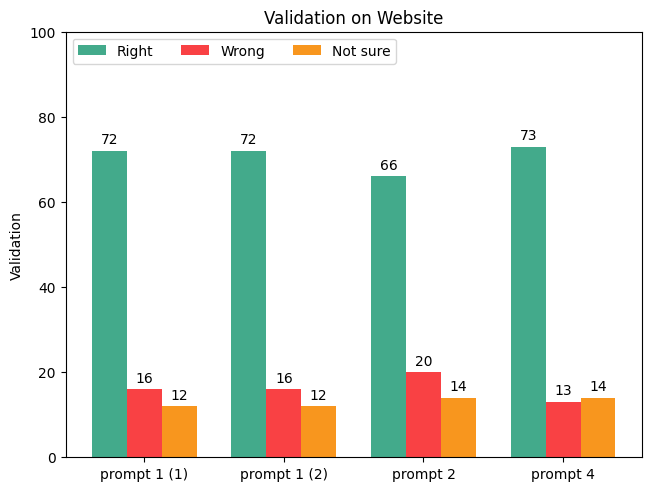 Validation on Website
Right Wrong Not sure
100
80
60
40
20
0
Validation
72 16 12
72 16 12
66 20 14
73 13 14
prompt 1 (1) prompt 1 (2) prompt 2 prompt 4